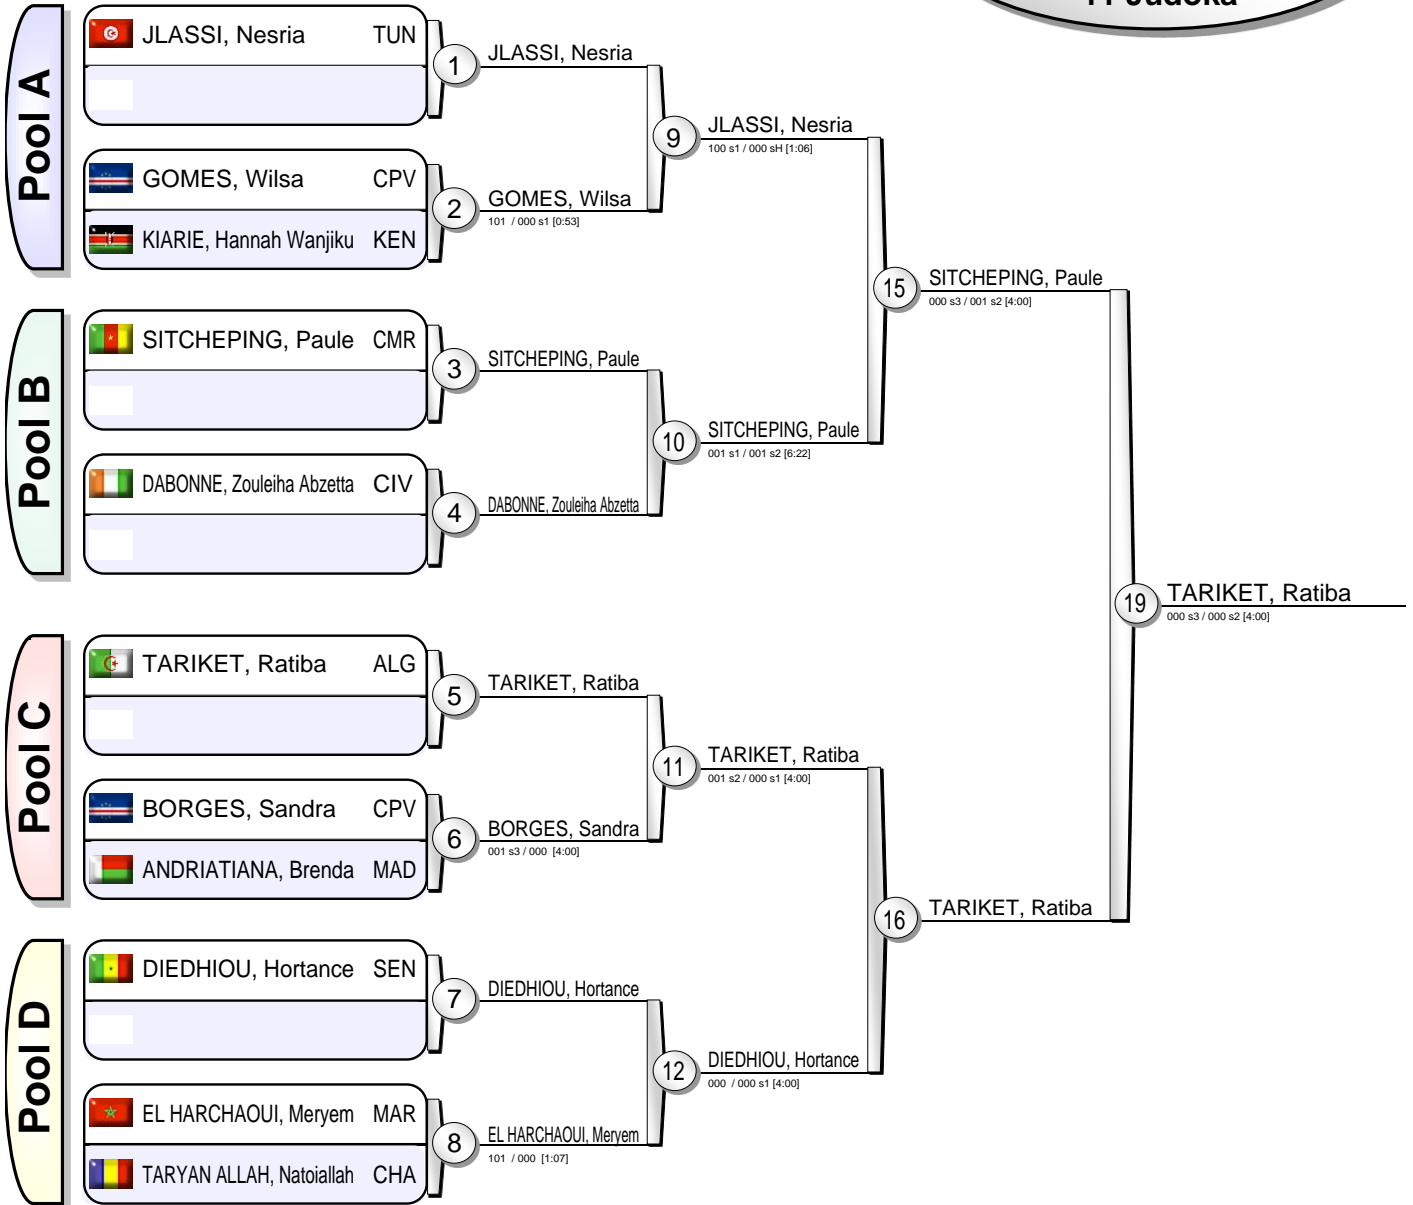 11 Judoka
Pool A
JLASSI, Nesria TUN
1
JLASSI, Nesria
GOMES, Wilsa CPV
KIARIE, Hannah Wanjiku KEN
2
GOMES, Wilsa
101 / 000 s1 [0:53]
9
JLASSI, Nesria
100 s1 / 000 sH [1:06]
Pool B
SITCHEPING, Paule CMR
3
SITCHEPING, Paule
DABONNE, Zouleiha Abzetta CIV
4
DABONNE, Zouleiha Abzetta
10
SITCHEPING, Paule
001 s1 / 001 s2 [6:22]
15
SITCHEPING, Paule
000 s3 / 001 s2 [4:00]
Pool C
TARIKET, Ratiba ALG
5
TARIKET, Ratiba
BORGES, Sandra CPV
ANDRIATIANA, Brenda MAD
6
BORGES, Sandra
001 s3 / 000 [4:00]
11
TARIKET, Ratiba
001 s2 / 000 s1 [4:00]
Pool D
DIEDHIOU, Hortance SEN
7
DIEDHIOU, Hortance
EL HARCHAOUI, Meryem MAR
TARYAN ALLAH, Natoiallah CHA
8
EL HARCHAOUI, Meryem
101 / 000 [1:07]
12
DIEDHIOU, Hortance
000 / 000 s1 [4:00]
16
TARIKET, Ratiba
19
TARIKET, Ratiba
000 s3 / 000 s2 [4:00]